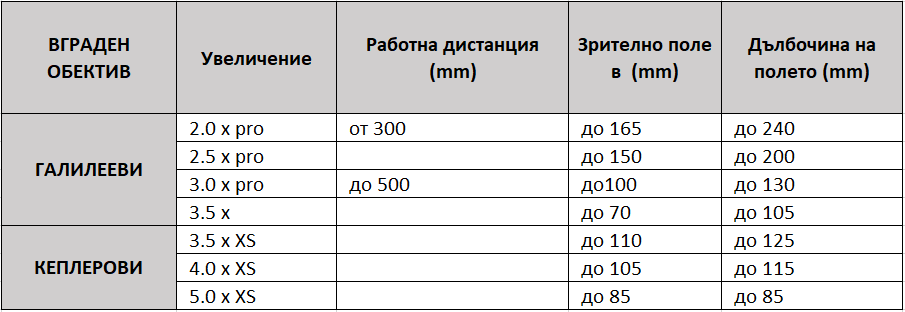 ВГРАДЕН
ОБЕКТИВ
Увеличение
Работна дистанция
(mm)
Зрително поле
в (mm)
Дълбочина на
полето (mm)
ГАЛИЛЕЕВИ
2.0 x pro от 300 до 165 до 240
2.5 x pro до 150 до 200
3.0 x pro до 500 до100 до 130
3.5 x до 70 до 105
КЕПЛЕРОВИ
3.5 x XS до 110 до 125
4.0 x XS до 105 до 115
5.0 x XS до 85 до 85